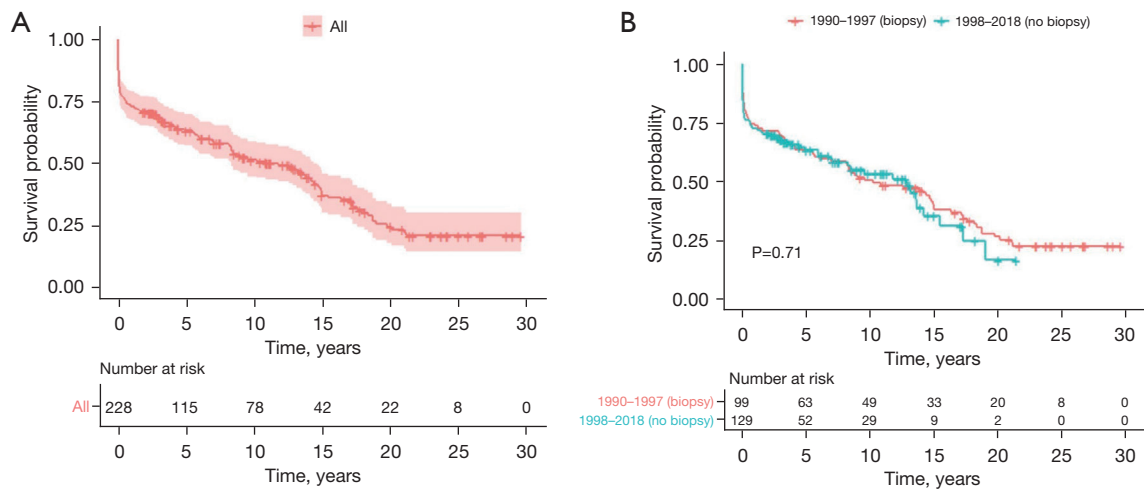 A
All
Survival probability
1.00
0.75
0.50
0.25
0.00
0 5 10 15 20 25 30
Time, years
Number at risk
All 228 115 78 42 22 8 0
0 5 10 15 20 25 30
Time, years
B
1990–1997 (biopsy) 1998–2018 (no biopsy)
Survival probability
1.00
0.75
0.50
0.25
0.00
P=0.71
0 5 10 15 20 25 30
Time, years
Number at risk
1990–1997 (biopsy) 99 63 49 33 20 8 0
1998–2018 (no biopsy) 129 52 29 9 2 0 0
0 5 10 15 20 25 30
Time, years